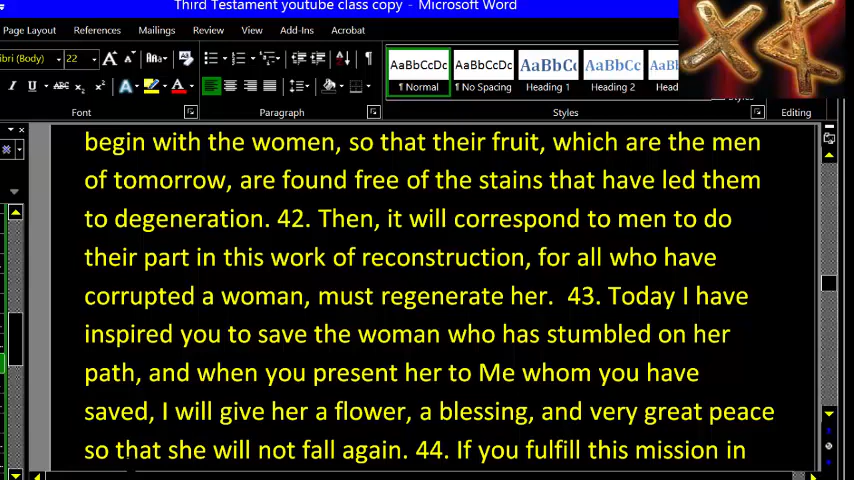 Third Testament youtube class copy - Microsoft Word
Page Layout References Mailings Review View Add-Ins Acrobat
ibri (Body) 22
Font Paragraph Styles Editing
AaBbCcDc AaBbCcDc AaBbCc AaBbCc AaBb
¶ Normal ¶ No Spacing Heading 1 Heading 2
begin with the women, so that their fruit, which are the men
of tomorrow, are found free of the stains that have led them
to degeneration. 42. Then, it will correspond to men to do
their part in this work of reconstruction, for all who have
corrupted a woman, must regenerate her.  43. Today I have
inspired you to save the woman who has stumbled on her
path, and when you present her to Me whom you have
saved, I will give her a flower, a blessing, and very great peace
so that she will not fall again. 44. If you fulfill this mission in